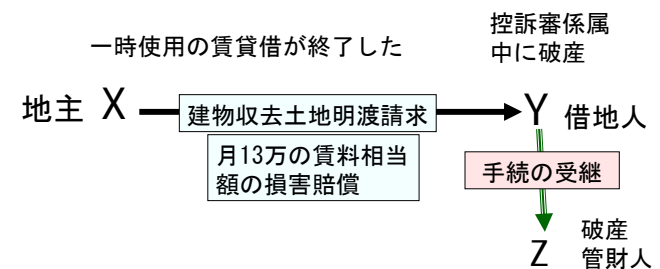 一時使用の賃貸借が終了した
控訴審係属
中に破産
地主 X
建物収去土地明渡請求
Y 借地人
月13万の賃料相当
額の損害賠償
手続の受継
Z 破産
管財人